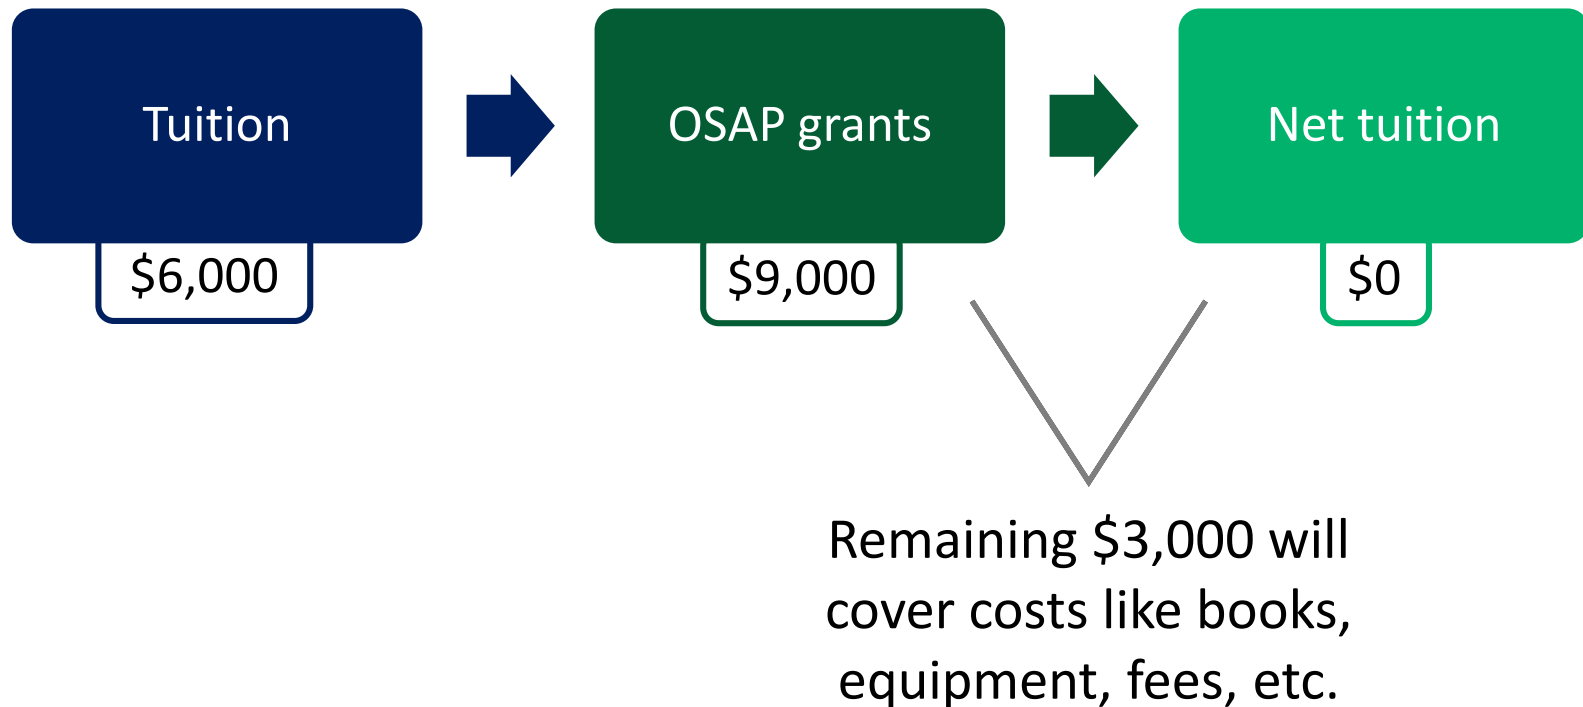 Tuition
OSAP grants
Net tuition
$6,000
$9,000
$0
Remaining $3,000 will
cover costs like books,
equipment, fees, etc.